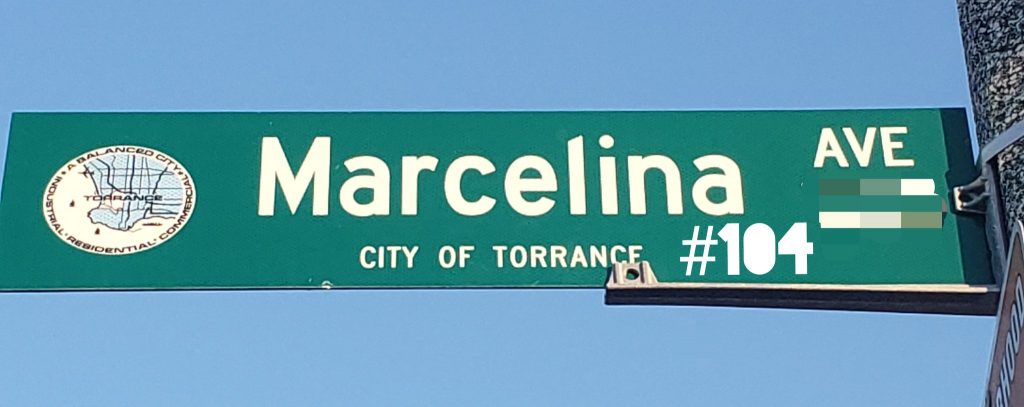 A BALANCED CITY
INDUSTRIAL · RESIDENTIAL · COMMERCIAL
TORRANCE
Marcelina AVE
CITY OF TORRANCE
#104